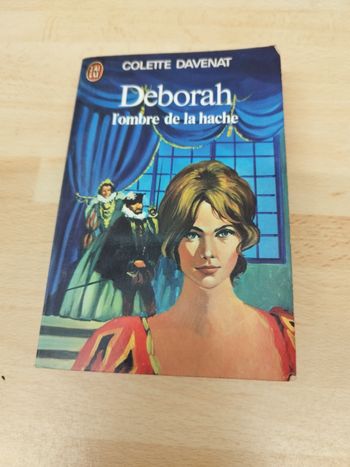 COLETTE DAVENAT
Deborah
l'ombre de la hache